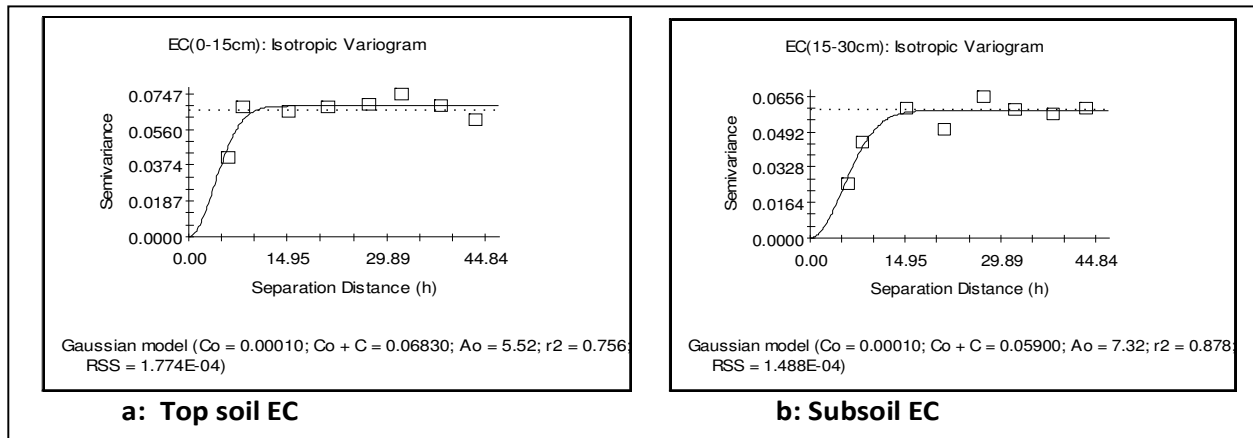 EC(0-15cm): Isotropic Variogram
0.0747
0.0560
0.0374
0.0187
0.0000
Semivariance
0.00 14.95 29.89 44.84
Separation Distance (h)
Gaussian model (Co = 0.00010; Co + C = 0.06830; Ao = 5.52; r2 = 0.756;
RSS = 1.774E-04)
a: Top soil EC
EC(15-30cm): Isotropic Variogram
0.0656
0.0492
0.0328
0.0164
0.0000
Semivariance
0.00 14.95 29.89 44.84
Separation Distance (h)
Gaussian model (Co = 0.00010; Co + C = 0.05900; Ao = 7.32; r2 = 0.878;
RSS = 1.488E-04)
b: Subsoil EC